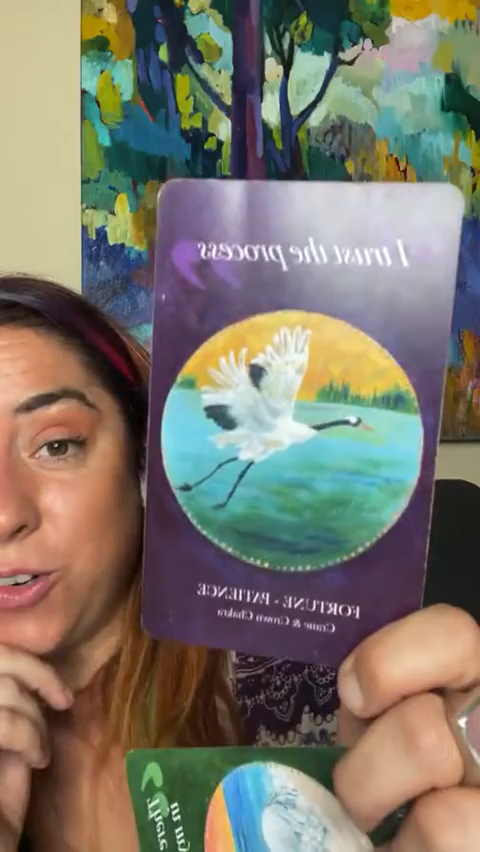 I trust the process
FORTUNE - PATIENCE
Crane & Crown Chakra